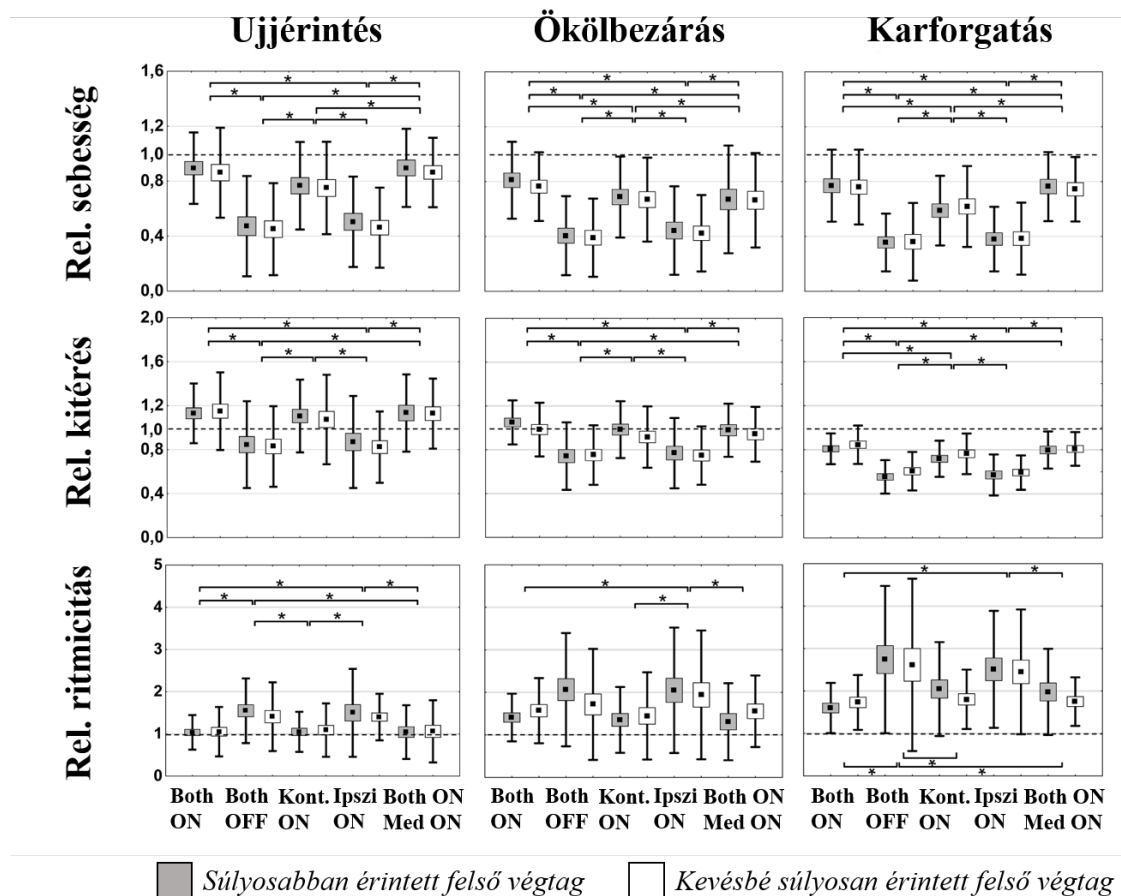 Ujjérintés Ökölbezárás Karforgatás
Rel. sebesség
1,6
1,2
1,0
0,8
0,4
0,0
* * * * * * * *
* * * * * * * *
* * * * * * * *
Rel. kitérés
2,0
1,6
1,2
1,0
0,8
0,4
0,0
* * * * * *
* * * * * *
* * * * * * *
Rel. ritmicitás
5
4
3
2
1
0
* * * * * *
* * *
* * * * *
Both ON Both OFF Kont. ON Ipszi ON Both ON Med ON
Both ON Both OFF Kont. ON Ipszi ON Both ON Med ON
Both ON Both OFF Kont. ON Ipszi ON Both ON Med ON
Súlyosabban érintett felső végtag Kevésbé súlyosan érintett felső végtag